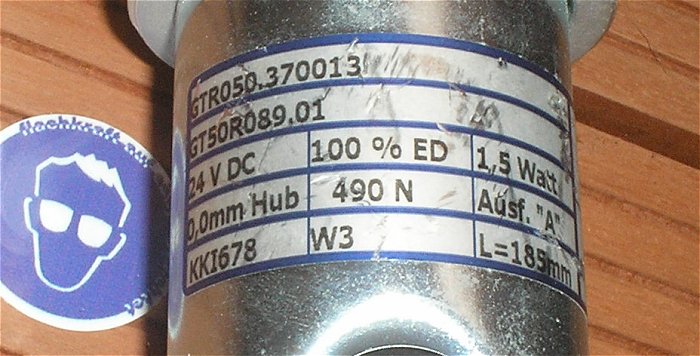 GTR050.370013
GT50R089.01
24 V DC 100 % ED 1,5 Watt
0,0mm Hub 490 N Ausf. "A"
KKI678 W3 L=185mm